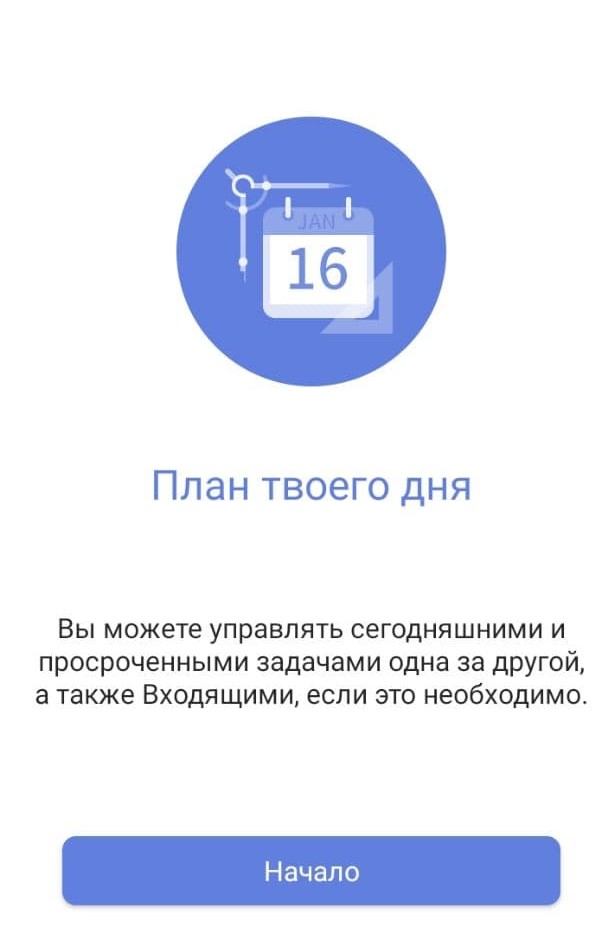 JAN
16
План твоего дня
Вы можете управлять сегодняшними и
просроченными задачами одна за другой,
а также Входящими, если это необходимо.
Начало